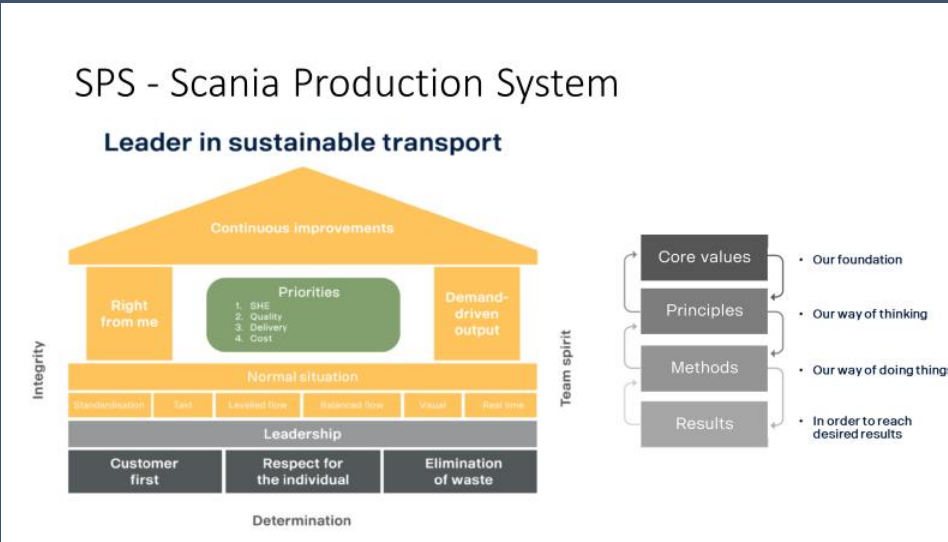 SPS - Scania Production System
Leader in sustainable transport
Continuous improvements
Right
from me
Priorities
1. SHE
2. Quality
3. Delivery
4. Cost
Demand-
driven
output
Integrity
Team spirit
Normal situation
Standardisation
Takt
Levelled flow
Balanced flow
Visual
Real time
Leadership
Customer
first
Respect for
the individual
Elimination
of waste
Determination
Core values
• Our foundation
Principles
• Our way of thinking
Methods
• Our way of doing things
Results
• In order to reach
desired results